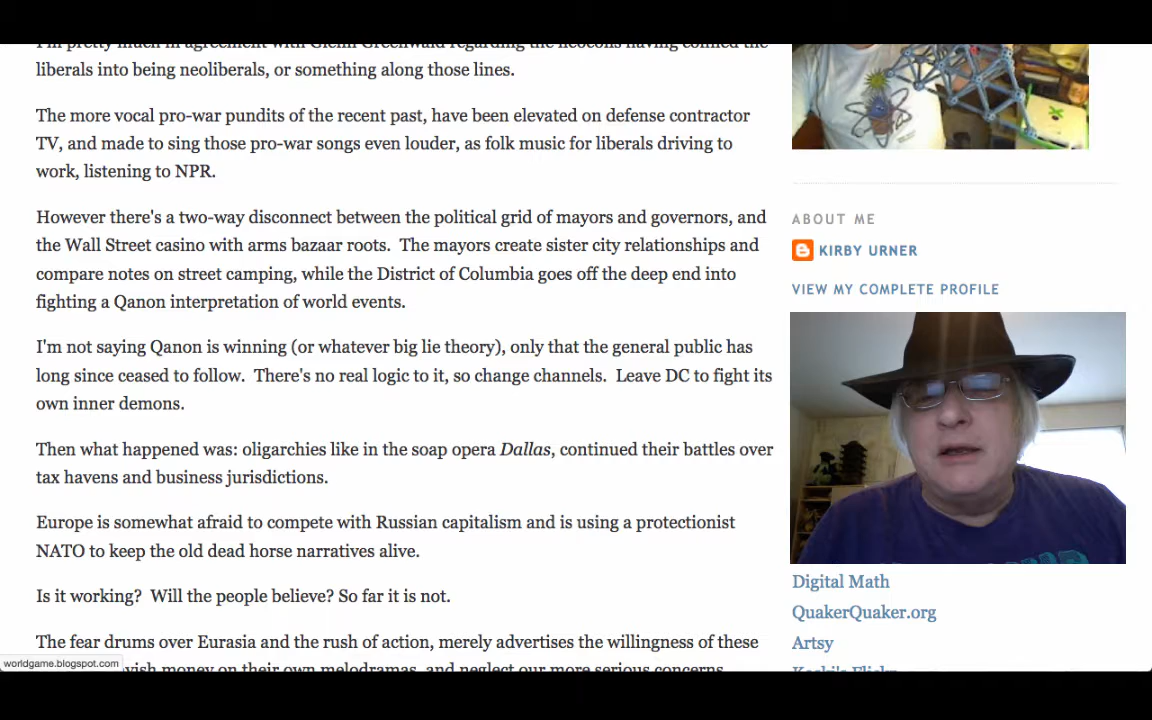 I'm pretty much in agreement with Glenn Greenwald regarding the neocons having conned the
liberals into being neoliberals, or something along those lines.
The more vocal pro-war pundits of the recent past, have been elevated on defense contractor
TV, and made to sing those pro-war songs even louder, as folk music for liberals driving to
work, listening to NPR.
However there's a two-way disconnect between the political grid of mayors and governors, and
the Wall Street casino with arms bazaar roots.  The mayors create sister city relationships and
compare notes on street camping, while the District of Columbia goes off the deep end into
fighting a Qanon interpretation of world events.
I'm not saying Qanon is winning (or whatever big lie theory), only that the general public has
long since ceased to follow.  There's no real logic to it, so change channels.  Leave DC to fight its
own inner demons.
Then what happened was: oligarchies like in the soap opera Dallas, continued their battles over
tax havens and business jurisdictions.
Europe is somewhat afraid to compete with Russian capitalism and is using a protectionist
NATO to keep the old dead horse narratives alive.
Is it working?  Will the people believe? So far it is not.
The fear drums over Eurasia and the rush of action, merely advertises the willingness of these
money on their own melodramas, and neglect our more serious concerns
worldgame.blogspot.com
ABOUT ME
KIRBY URNER
VIEW MY COMPLETE PROFILE
Digital Math
QuakerQuaker.org
Artsy